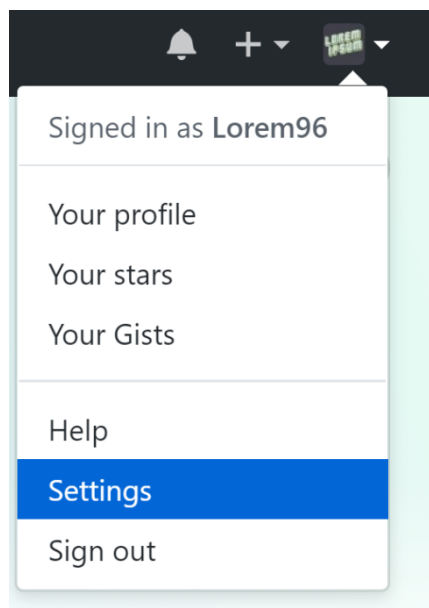 LOREM
IPSUM
Signed in as Lorem96
Your profile
Your stars
Your Gists
Help
Settings
Sign out